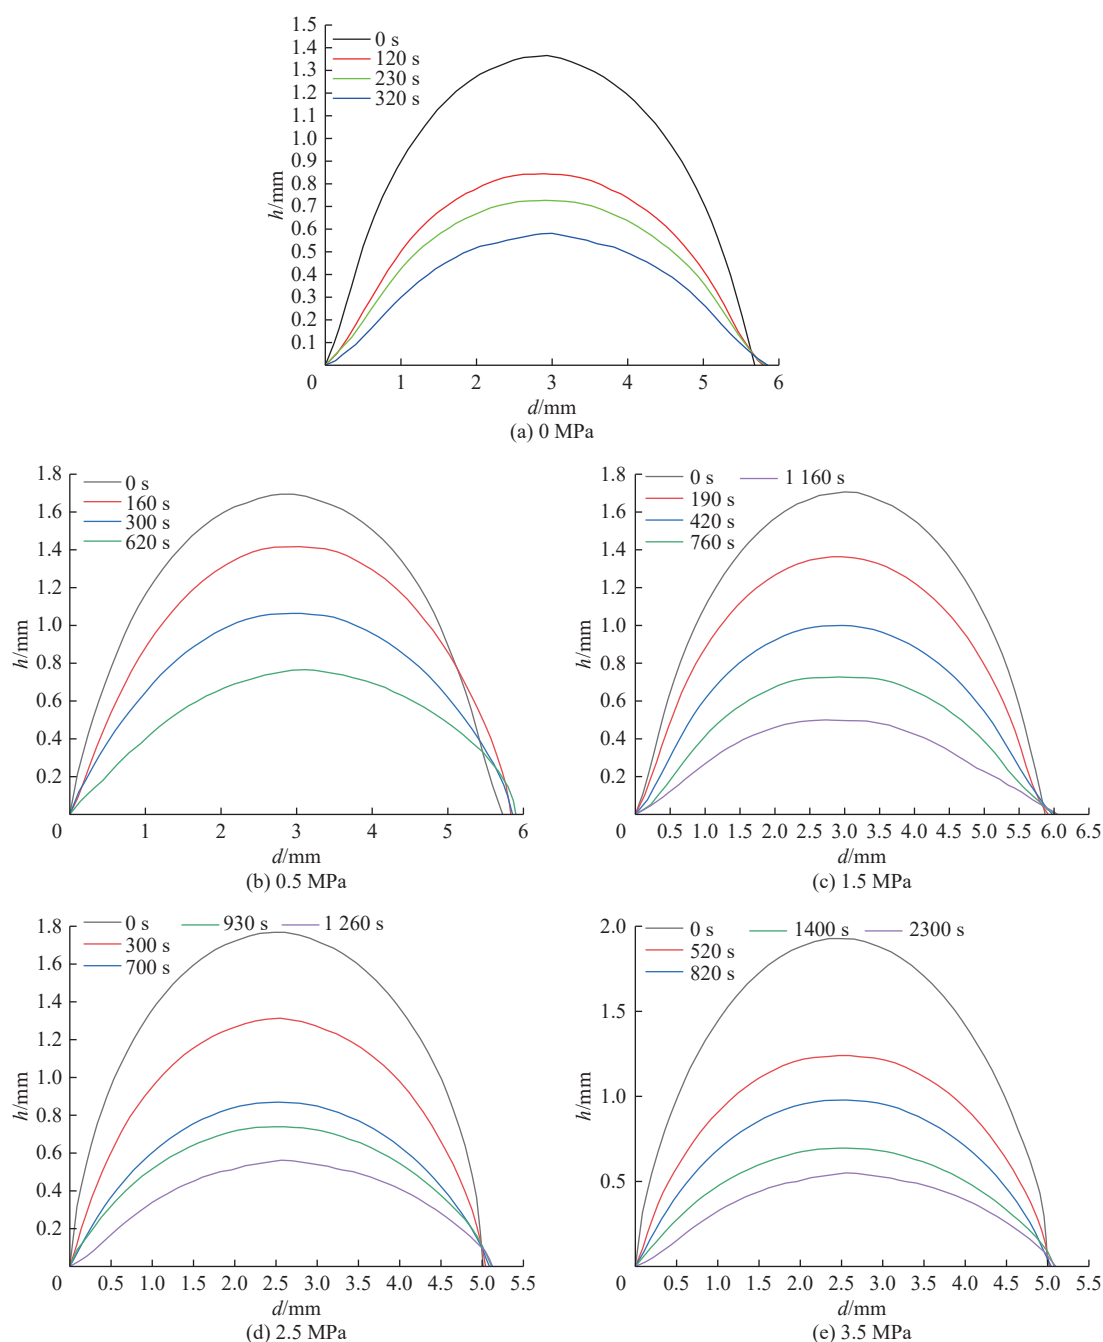 1.5
1.4
1.3
1.2
1.1
1.0
0.9
0.8
0.7
0.6
0.5
0.4
0.3
0.2
0.1
h/mm
0 s
120 s
230 s
320 s
0 1 2 3 4 5 6
d/mm
(a) 0 MPa
1.8
1.6
1.4
1.2
1.0
0.8
0.6
0.4
0.2
h/mm
0 s
160 s
300 s
620 s
0 1 2 3 4 5 6
d/mm
(b) 0.5 MPa
1.8
1.6
1.4
1.2
1.0
0.8
0.6
0.4
0.2
h/mm
0 s 1 160 s
190 s
420 s
760 s
0 0.5 1.0 1.5 2.0 2.5 3.0 3.5 4.0 4.5 5.0 5.5 6.0 6.5
d/mm
(c) 1.5 MPa
1.8
1.6
1.4
1.2
1.0
0.8
0.6
0.4
0.2
h/mm
0 s 930 s 1 260 s
300 s
700 s
0 0.5 1.0 1.5 2.0 2.5 3.0 3.5 4.0 4.5 5.0 5.5
d/mm
(d) 2.5 MPa
2.0
1.5
1.0
0.5
h/mm
0 s 1400 s 2300 s
520 s
820 s
0 0.5 1.0 1.5 2.0 2.5 3.0 3.5 4.0 4.5 5.0 5.5
d/mm
(e) 3.5 MPa